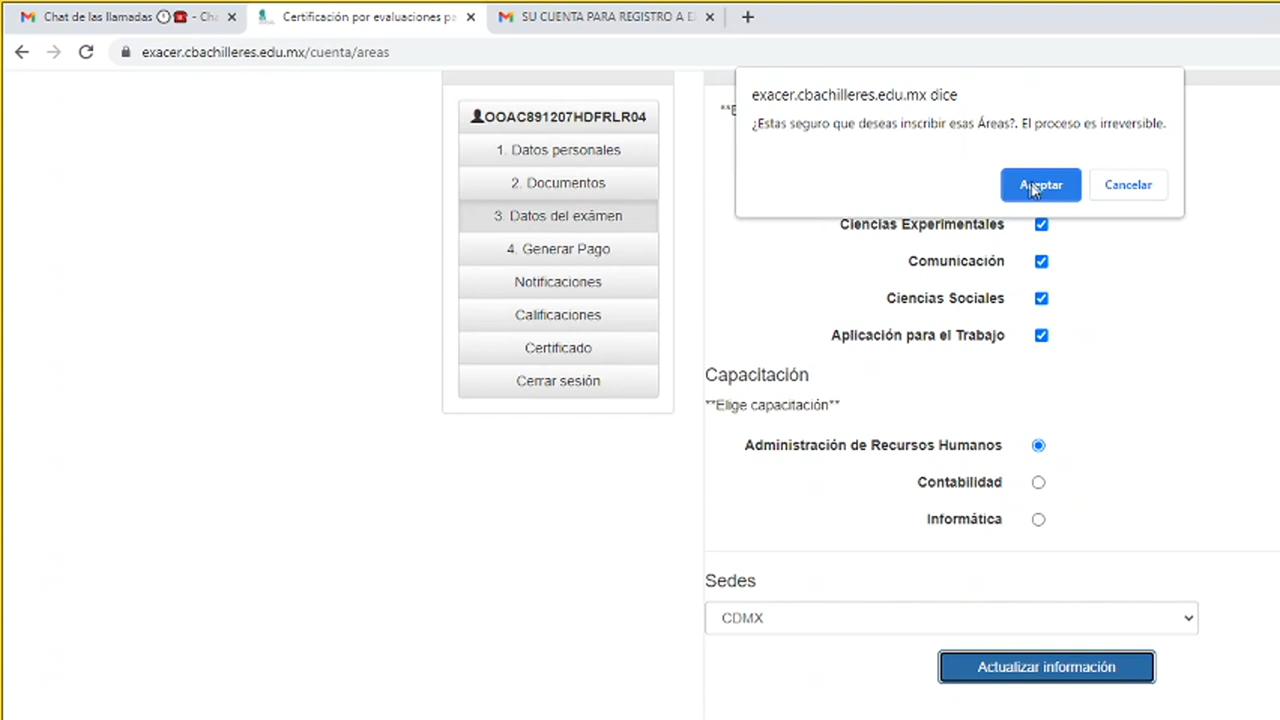 Chat de las llamadas - Cha
Certificación por evaluaciones pa
SU CUENTA PARA REGISTRO A E
exacer.cbachilleres.edu.mx/cuenta/areas
exacer.cbachilleres.edu.mx dice
¿Estas seguro que deseas inscribir esas Áreas?. El proceso es irreversible.
Aceptar
Cancelar
OOAC891207HDFRLR04
1. Datos personales
2. Documentos
3. Datos del exámen
4. Generar Pago
Notificaciones
Calificaciones
Certificado
Cerrar sesión
Ciencias Experimentales
Comunicación
Ciencias Sociales
Aplicación para el Trabajo
Capacitación
**Elige capacitación**
Administración de Recursos Humanos
Contabilidad
Informática
Sedes
CDMX
Actualizar información